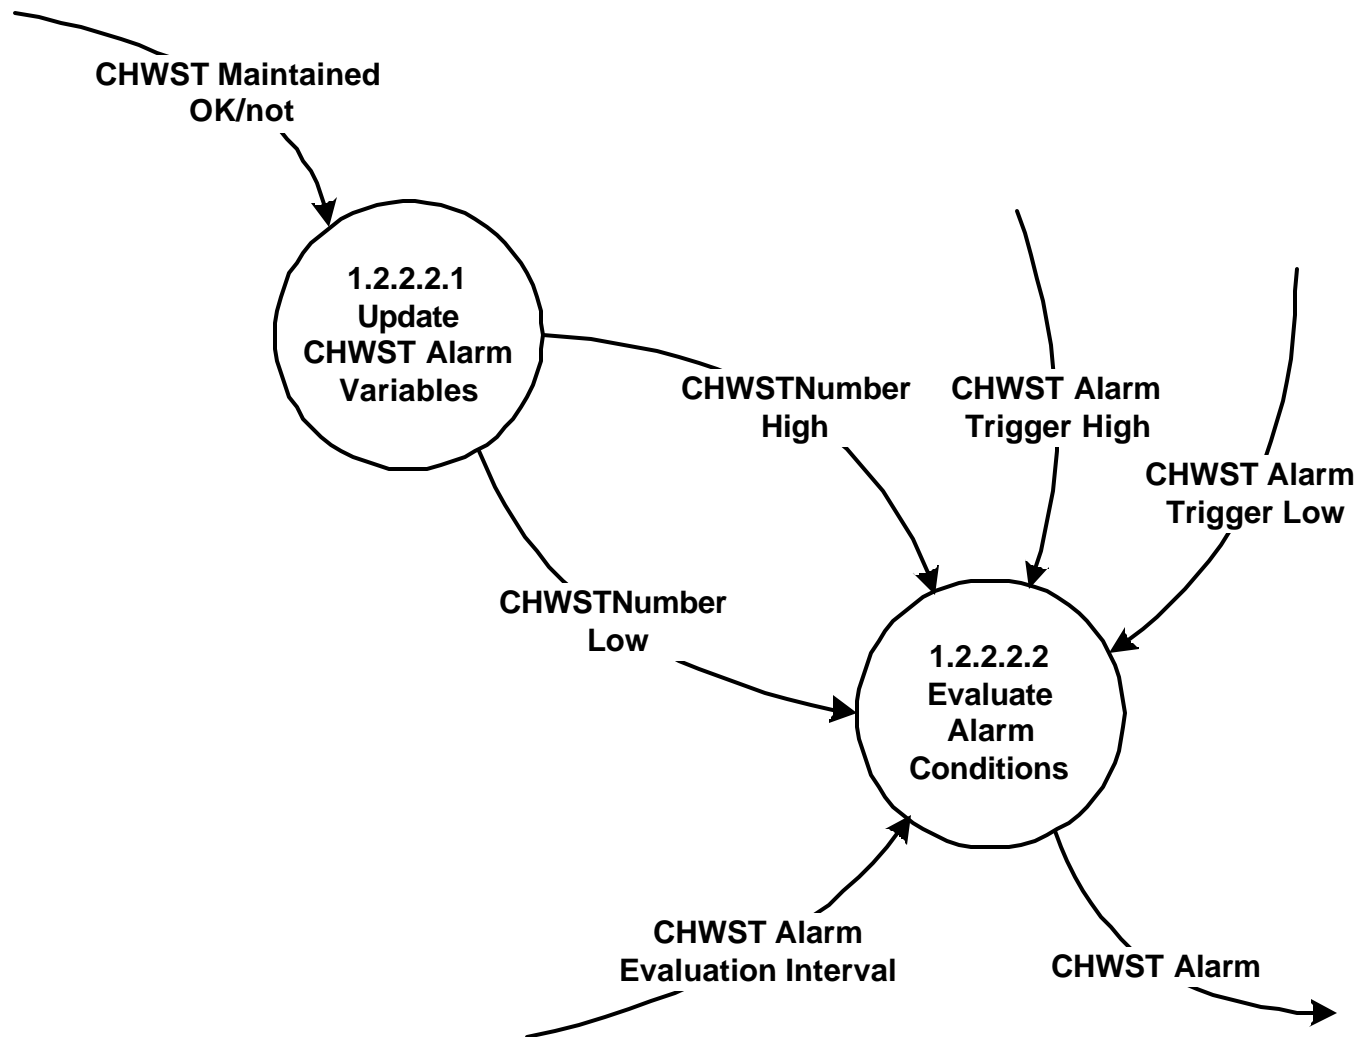 CHWST Maintained
OK/not
1.2.2.2.1
Update
CHWST Alarm
Variables
CHWSTNumber
High
CHWST Alarm
Trigger High
CHWST Alarm
Trigger Low
CHWSTNumber
Low
1.2.2.2.2
Evaluate
Alarm
Conditions
CHWST Alarm
Evaluation Interval
CHWST Alarm